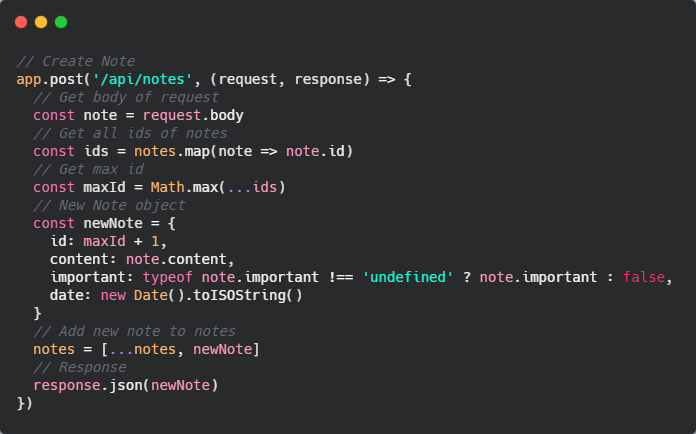 // Create Note
app.post('/api/notes', (request, response) => {
  // Get body of request
  const note = request.body
  // Get all ids of notes
  const ids = notes.map(note => note.id)
  // Get max id
  const maxId = Math.max(...ids)
  // New Note object
  const newNote = {
    id: maxId + 1,
    content: note.content,
    important: typeof note.important !== 'undefined' ? note.important : false,
    date: new Date().toISOString()
  }
  // Add new note to notes
  notes = [...notes, newNote]
  // Response
  response.json(newNote)
})